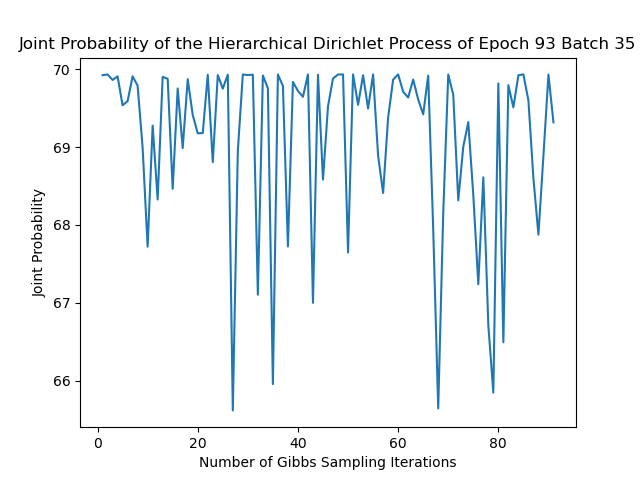 Joint Probability of the Hierarchical Dirichlet Process of Epoch 93 Batch 35
70
69
68
67
66
Joint Probability
0 20 40 60 80
Number of Gibbs Sampling Iterations